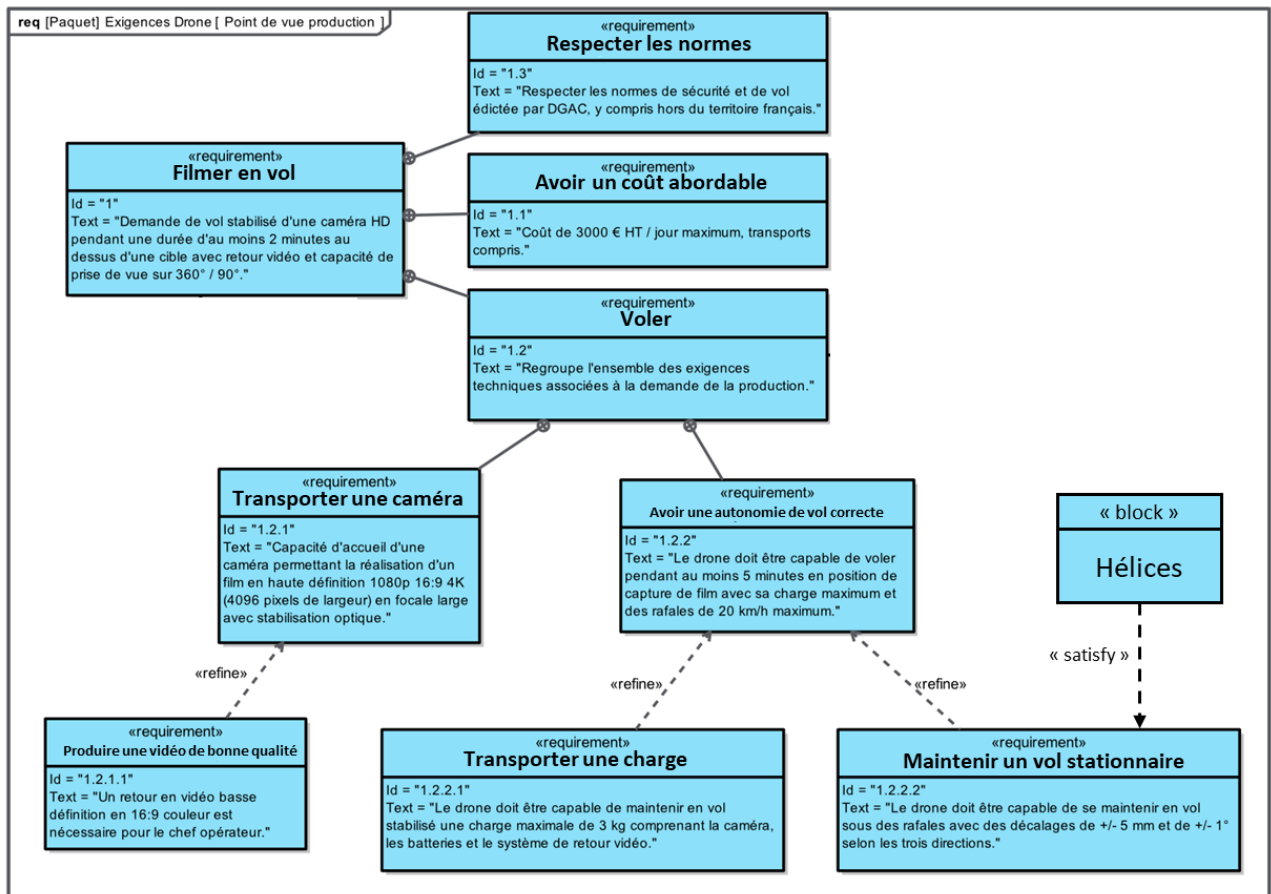 req [Paquet] Exigences Drone [ Point de vue production ]
«requirement»
Respecter les normes
Id = "1.3"
Text = "Respecter les normes de sécurité et de vol
édictée par DGAC, y compris hors du territoire français."
«requirement»
Filmer en vol
Id = "1"
Text = "Demande de vol stabilisé d'une caméra HD
pendant une durée d'au moins 2 minutes au
dessus d'une cible avec retour vidéo et capacité de
prise de vue sur 360° / 90°."
«requirement»
Avoir un coût abordable
Id = "1.1"
Text = "Coût de 3000 € HT / jour maximum, transports
compris."
«requirement»
Voler
Id = "1.2"
Text = "Regroupe l'ensemble des exigences
techniques associées à la demande de la production."
«requirement»
Transporter une caméra
Id = "1.2.1"
Text = "Capacité d'accueil d'une
caméra permettant la réalisation d'un
film en haute définition 1080p 16:9 4K
(4096 pixels de largeur) en focale large
avec stabilisation optique."
«requirement»
Avoir une autonomie de vol correcte
Id = "1.2.2"
Text = "Le drone doit être capable de voler
pendant au moins 5 minutes en position de
capture de film avec sa charge maximum et
des rafales de 20 km/h maximum."
« block »
Hélices
« satisfy »
«refine»
«refine»
«refine»
«requirement»
Produire une vidéo de bonne qualité
Id = "1.2.1.1"
Text = "Un retour en vidéo basse
définition en 16:9 couleur est
nécessaire pour le chef opérateur."
«requirement»
Transporter une charge
Id = "1.2.2.1"
Text = "Le drone doit être capable de maintenir en vol
stabilisé une charge maximale de 3 kg comprenant la caméra,
les batteries et le système de retour vidéo."
«requirement»
Maintenir un vol stationnaire
Id = "1.2.2.2"
Text = "Le drone doit être capable de se maintenir en vol
sous des rafales avec des décalages de +/- 5 mm et de +/- 1°
selon les trois directions."